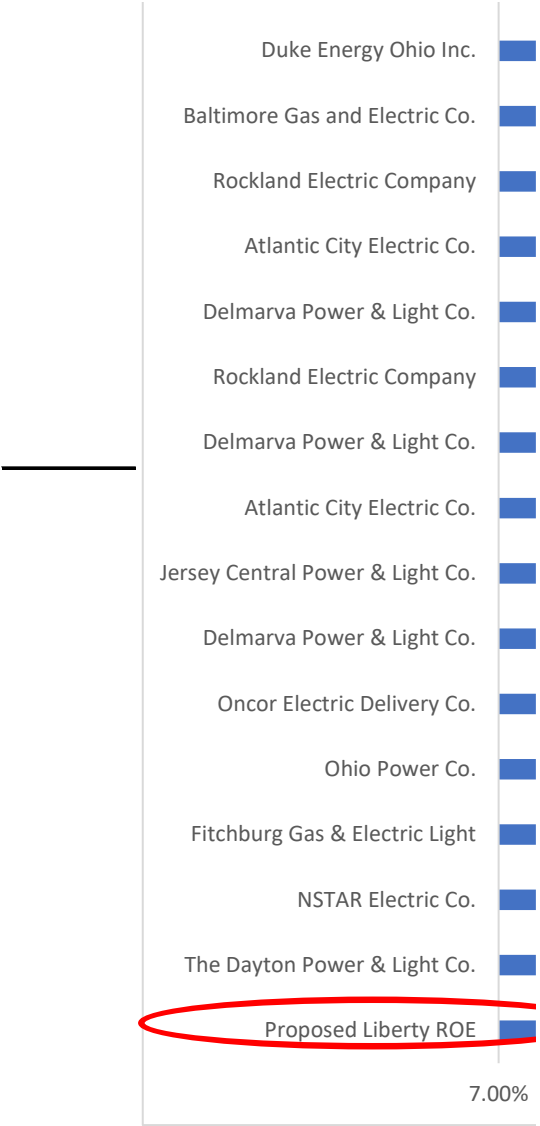 Duke Energy Ohio Inc.
Baltimore Gas and Electric Co.
Rockland Electric Company
Atlantic City Electric Co.
Delmarva Power & Light Co.
Rockland Electric Company
Delmarva Power & Light Co.
Atlantic City Electric Co.
Jersey Central Power & Light Co.
Delmarva Power & Light Co.
Oncor Electric Delivery Co.
Ohio Power Co.
Fitchburg Gas & Electric Light
NSTAR Electric Co.
The Dayton Power & Light Co.
Proposed Liberty ROE
7.00%